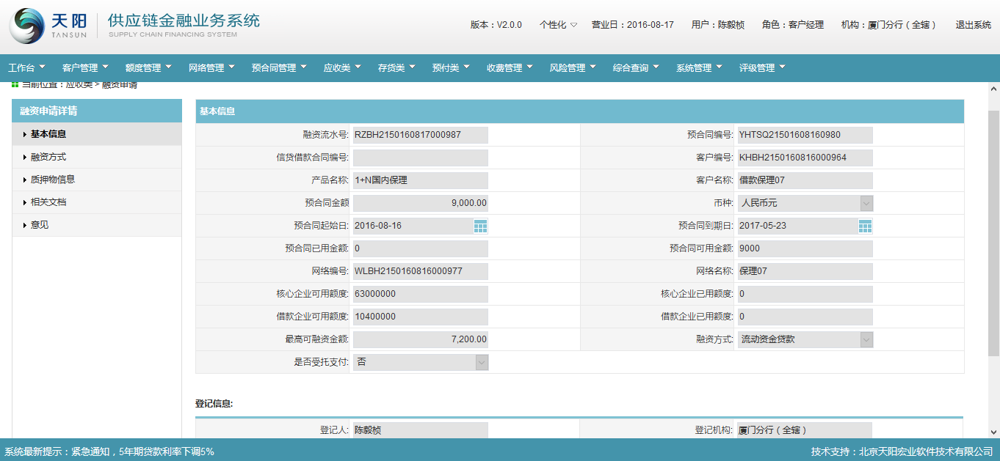 天阳 TANSUN 供应链金融业务系统 SUPPLY CHAIN FINANCING SYSTEM
版本：V2.0.0 个性化 营业日：2016-08-17 用户：陈毅桢 角色：客户经理 机构：厦门分行（全辖） 退出系统
工作台 客户管理 额度管理 网络管理 预合同管理 应收类 存货类 预付类 收费管理 风险管理 综合查询 系统管理 评级管理
当前位置：应收类 > 融资申请
融资申请详情
基本信息
融资方式
质押物信息
相关文档
意见
基本信息
融资流水号: RZBH2150160817000987 预合同编号: YHTSQ21501608160980
信贷借款合同编号: 客户编号: KHBH2150160816000964
产品名称: 1+N国内保理 客户名称: 借款保理07
预合同金额 9,000.00 币种: 人民币元
预合同起始日: 2016-08-16 预合同到期日: 2017-05-23
预合同已用金额: 0 预合同可用金额: 9000
网络编号: WLBH2150160816000977 网络名称: 保理07
核心企业可用额度: 63000000 核心企业已用额度: 0
借款企业可用额度: 10400000 借款企业已用额度: 0
最高可融资金额: 7,200.00 融资方式: 流动资金贷款
是否受托支付: 否
登记信息:
登记人: 陈毅桢 登记机构: 厦门分行（全辖）
系统最新提示：紧急通知，5年期贷款利率下调5% 技术支持：北京天阳宏业软件技术有限公司